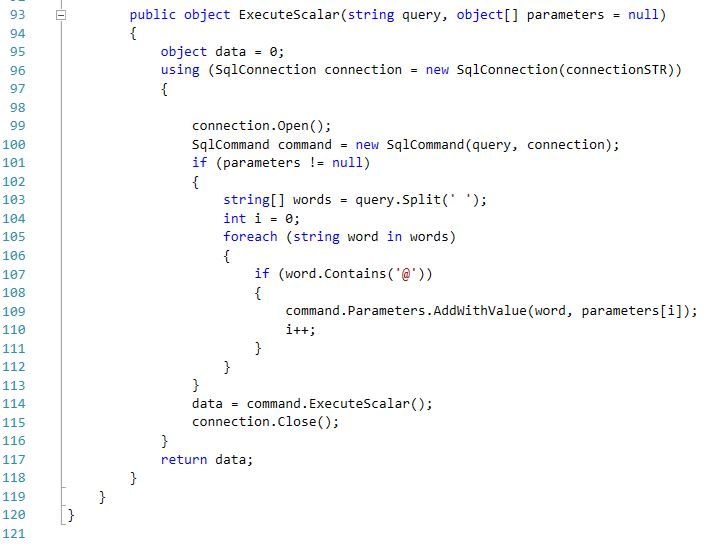 93 public object ExecuteScalar(string query, object[] parameters = null)
94 {
95 object data = 0;
96 using (SqlConnection connection = new SqlConnection(connectionSTR))
97 {
98
99 connection.Open();
100 SqlCommand command = new SqlCommand(query, connection);
101 if (parameters != null)
102 {
103 string[] words = query.Split(' ');
104 int i = 0;
105 foreach (string word in words)
106 {
107 if (word.Contains('@'))
108 {
109 command.Parameters.AddWithValue(word, parameters[i]);
110 i++;
111 }
112 }
113 }
114 data = command.ExecuteScalar();
115 connection.Close();
116 }
117 return data;
118 }
119 }
120 }
121